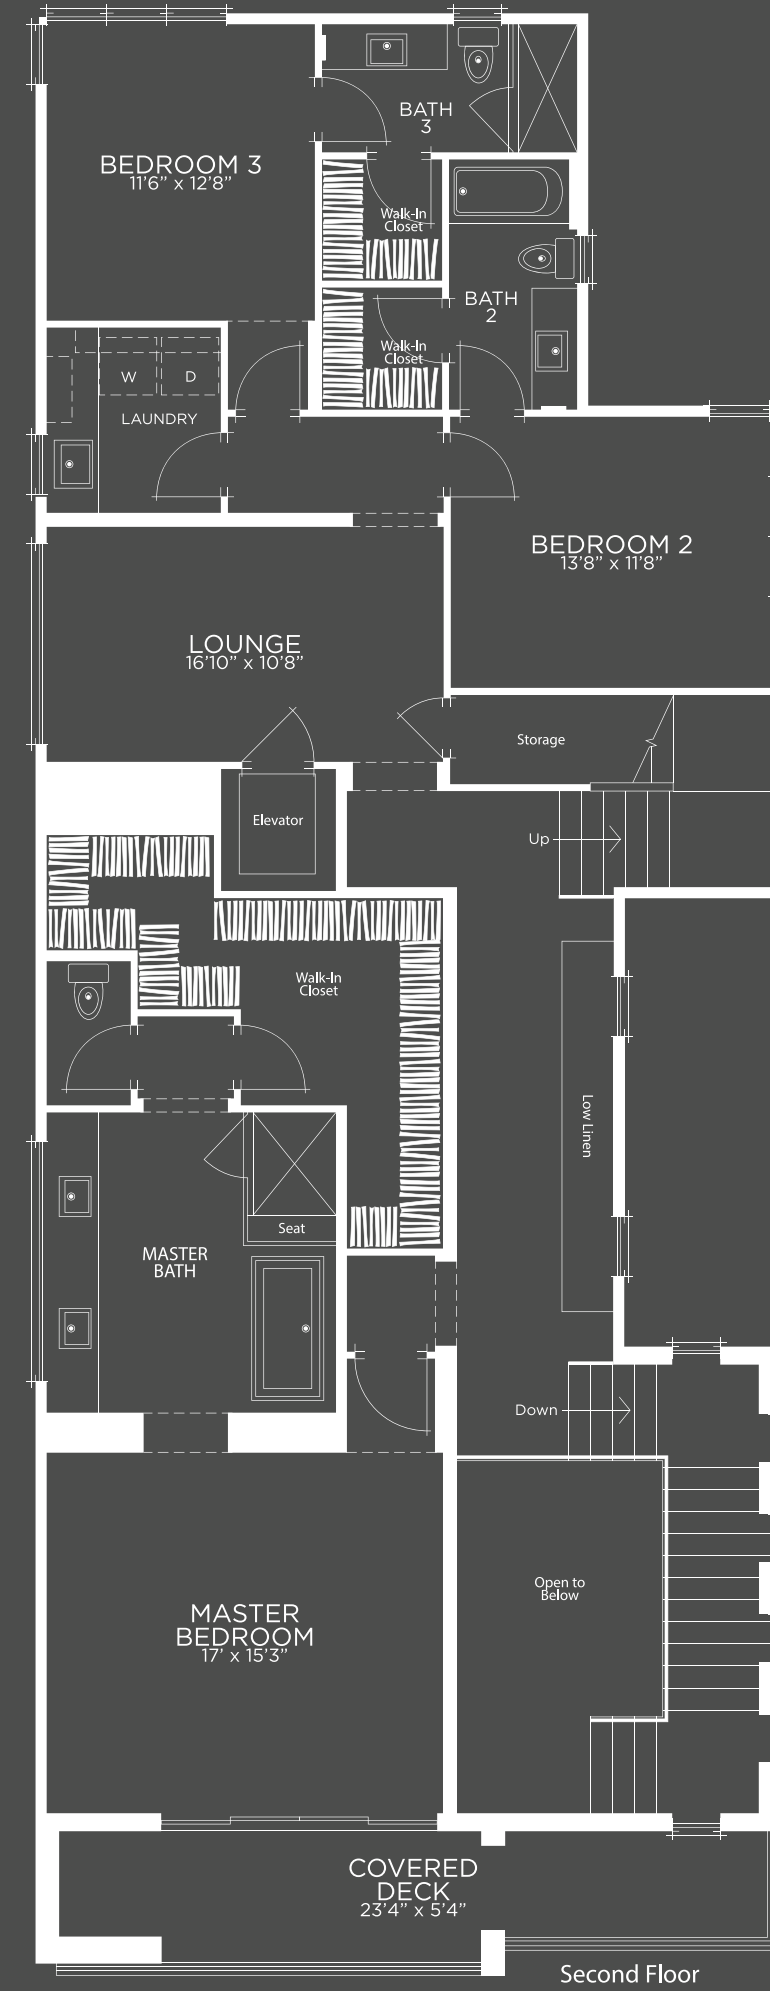 BATH
3
BEDROOM 3
11'6" x 12'8"
Walk-In
Closet
BATH
2
Walk-In
Closet
W
D
LAUNDRY
BEDROOM 2
13'8" x 11'8"
LOUNGE
16'10" x 10'8"
Storage
Elevator
Up
Walk-In
Closet
Low Linen
Seat
MASTER
BATH
Down
Open to
Below
MASTER
BEDROOM
17' x 15'3"
COVERED
DECK
23'4" x 5'4"
Second Floor